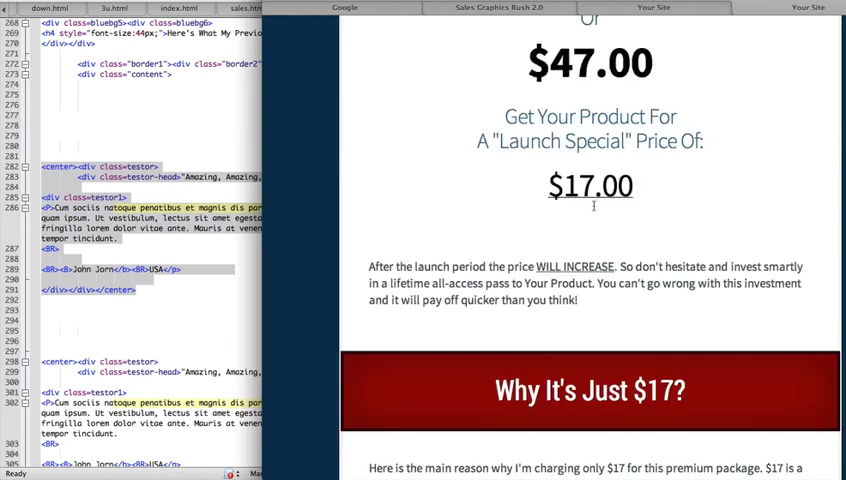 down.html 3u.html index.html sales.htm
Google Sales Graphics Rush 2.0 Your Site Your Site
268 <div class=bluebg5><div class=bluebg6>
269 <h4 style="font-size:44px;">Here's What My Previo
270 </div></div>
271
272 <div class="border1"><div class="border2"
273 <div class="content">
274
275
276
277
278
279
280
281
282 <center><div class=testor>
283 <div class=testor-head>"Amazing, Amazing,
284
285 <div class=testor1>
286 <P>Cum sociis natoque penatibus et magnis dis par
quam ipsum. Ut vestibulum, lectus sit amet egesta
fringilla lorem dolor vitae ante. Mauris at venen
tempor tincidunt.
287 <BR>
288
289 <BR><B>John Jorn</b><BR>USA</p>
290
291 </div></div></center>
292
293
294
295
296
297
298 <center><div class=testor>
299 <div class=testor-head>"Amazing, Amazing,
300
301 <div class=testor1>
302 <P>Cum sociis natoque penatibus et magnis dis par
quam ipsum. Ut vestibulum, lectus sit amet egesta
fringilla lorem dolor vitae ante. Mauris at venen
tempor tincidunt.
303 <BR>
304
305 <BR><B>John Jorn</b><BR>USA</p>
Ready Mac
Or
$47.00
Get Your Product For
A "Launch Special" Price Of:
$17.00
After the launch period the price WILL INCREASE. So don't hesitate and invest smartly
in a lifetime all-access pass to Your Product. You can't go wrong with this investment
and it will pay off quicker than you think!
Why It's Just $17?
Here is the main reason why I'm charging only $17 for this premium package. $17 is a